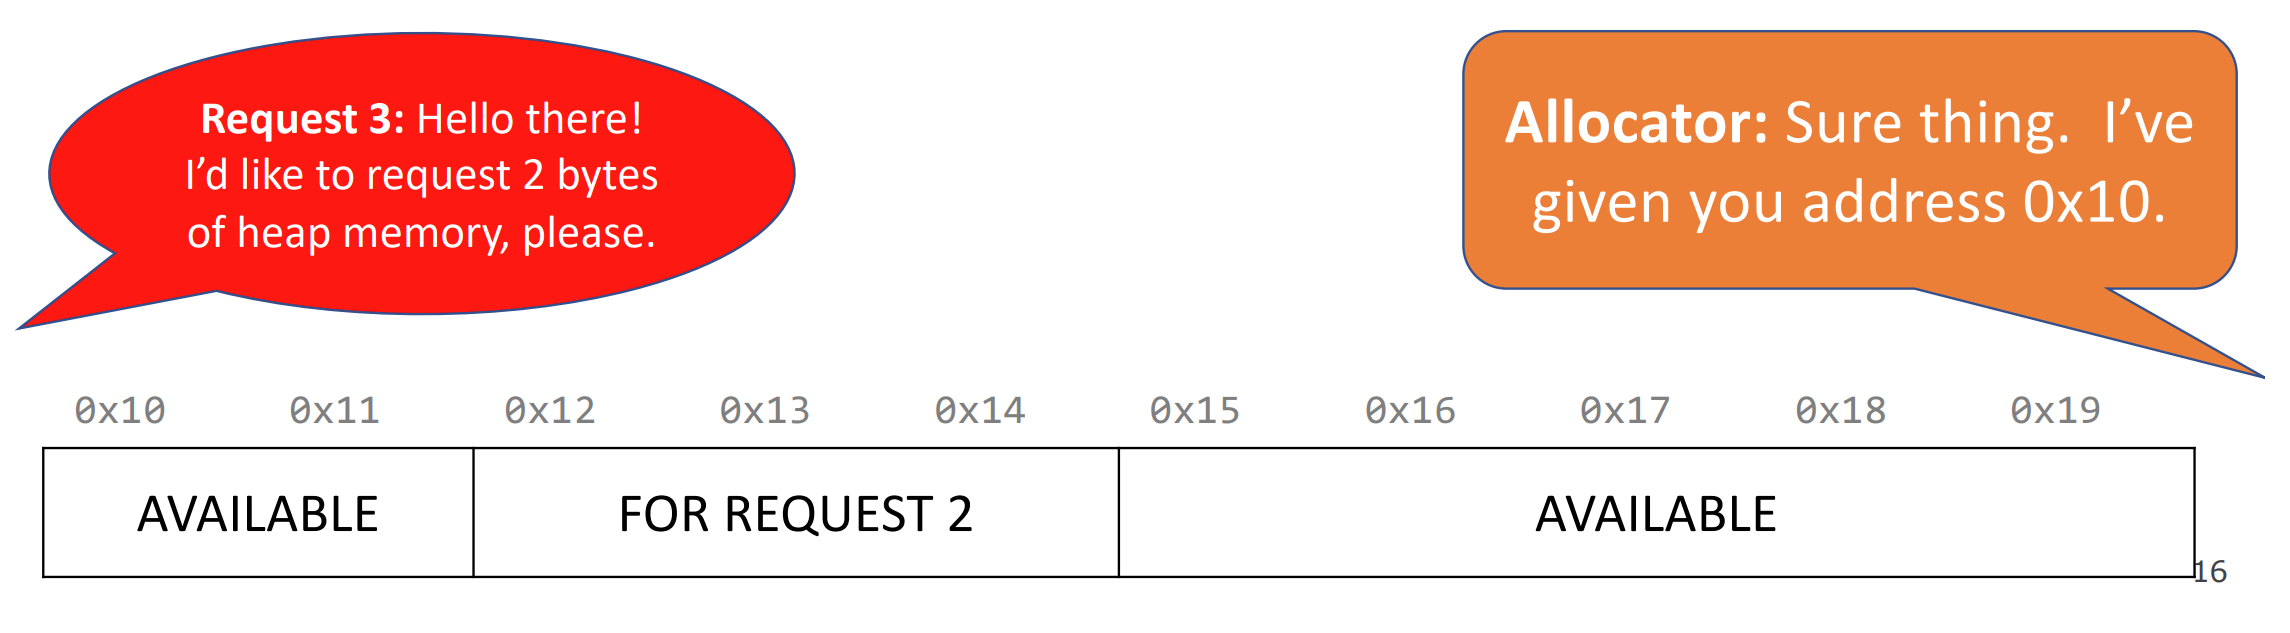 Request 3: Hello there!
I’d like to request 2 bytes
of heap memory, please.
Allocator: Sure thing.  I’ve
given you address 0x10.
0x10 0x11 0x12 0x13 0x14 0x15 0x16 0x17 0x18 0x19
AVAILABLE FOR REQUEST 2 AVAILABLE
16